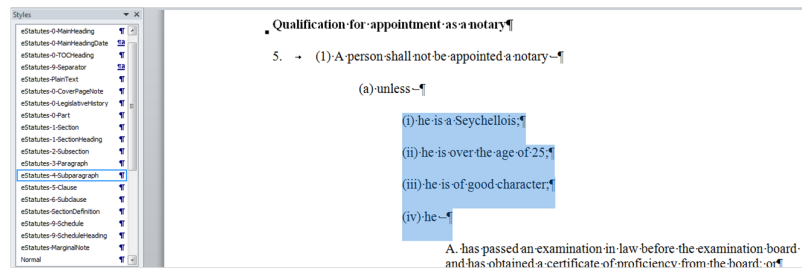 Styles
eStatutes-0-MainHeading ¶
eStatutes-0-MainHeadingDate ¶a
eStatutes-0-TOCHeading ¶
eStatutes-9-Separator ¶a
eStatutes-PlainText ¶
eStatutes-0-CoverPageNote ¶
eStatutes-0-LegislativeHistory ¶
eStatutes-0-Part ¶
eStatutes-1-Section ¶
eStatutes-1-SectionHeading ¶
eStatutes-2-Subsection ¶
eStatutes-3-Paragraph ¶
eStatutes-4-Subparagraph ¶
eStatutes-5-Clause ¶
eStatutes-6-Subclause ¶
eStatutes-SectionDefinition ¶
eStatutes-9-Schedule ¶
eStatutes-9-ScheduleHeading ¶
eStatutes-MarginalNote ¶
Normal ¶
Qualification·for·appointment·as·a·notary¶
5. → (1)·A·person·shall·not·be·appointed·a·notary·–¶
(a)·unless·–¶
(i)·he·is·a·Seychellois;¶
(ii)·he·is·over·the·age·of·25;¶
(iii)·he·is·of·good·character;¶
(iv)·he·–¶
A.·has·passed·an·examination·in·law·before·the·examination·board·
and·has·obtained·a·certificate·of·proficiency·from·the·board;·or¶